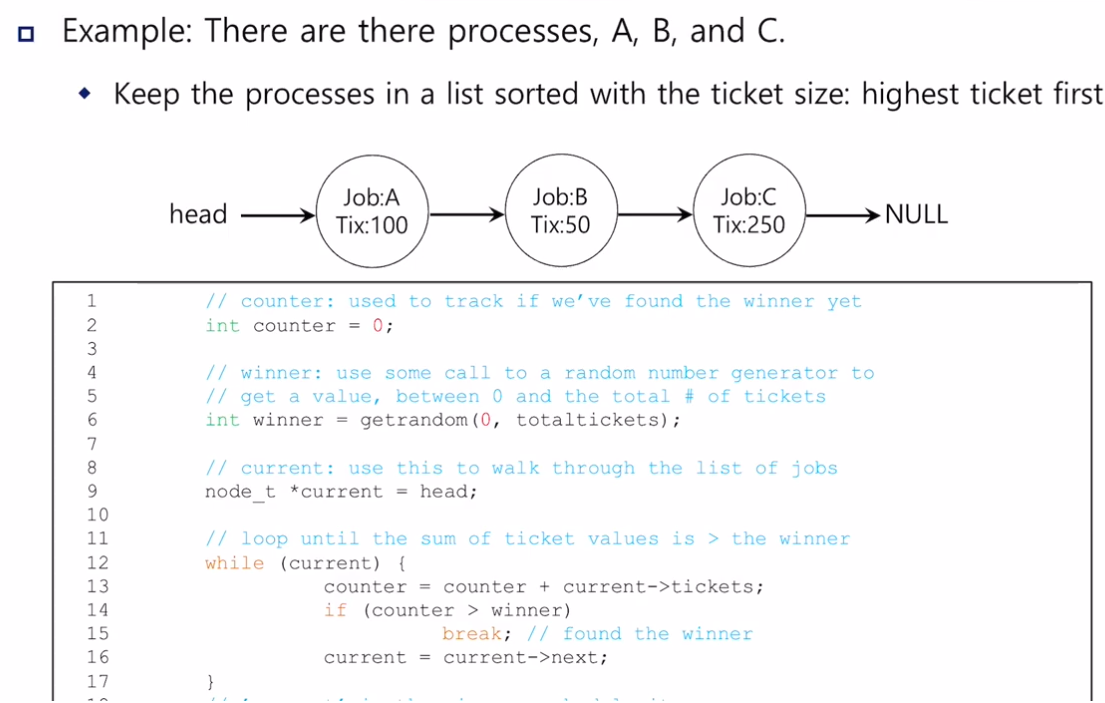 Example: There are there processes, A, B, and C.
Keep the processes in a list sorted with the ticket size: highest ticket first
head
Job:A
Tix:100
Job:B
Tix:50
Job:C
Tix:250
NULL
1 // counter: used to track if we’ve found the winner yet
2 int counter = 0;
3
4 // winner: use some call to a random number generator to
5 // get a value, between 0 and the total # of tickets
6 int winner = getrandom(0, totaltickets);
7
8 // current: use this to walk through the list of jobs
9 node_t *current = head;
10
11 // loop until the sum of ticket values is > the winner
12 while (current) {
13 counter = counter + current->tickets;
14 if (counter > winner)
15 break; // found the winner
16 current = current->next;
17 }